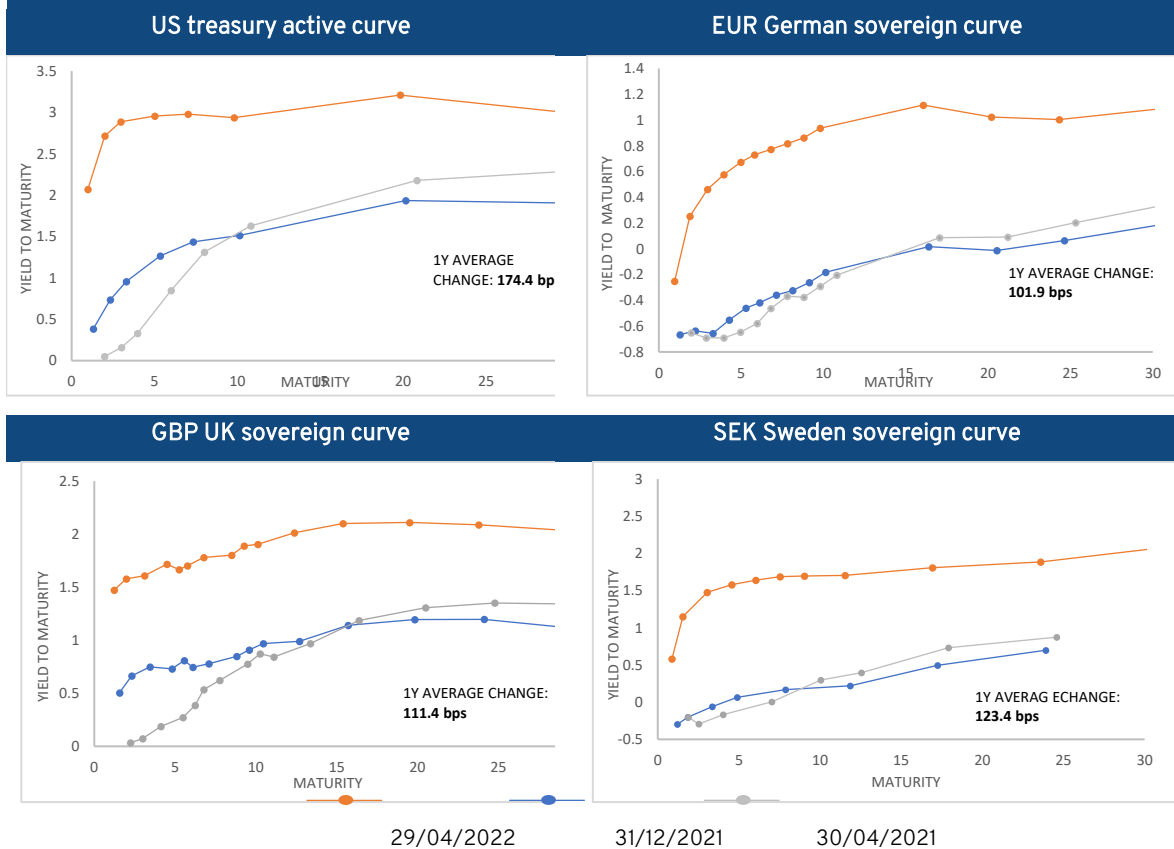 US treasury active curve
EUR German sovereign curve
YIELD TO MATURITY
3.5
3
2.5
2
1.5
1
0.5
0
0 5 10 15 20 25
MATURITY
1Y AVERAGE
CHANGE: 174.4 bp
YIELD TO MATURITY
1.4
1.2
1
0.8
0.6
0.4
0.2
0
-0.2
-0.4
-0.6
-0.8
0 5 10 15 20 25 30
MATURITY
1Y AVERAGE CHANGE:
101.9 bps
GBP UK sovereign curve
SEK Sweden sovereign curve
YIELD TO MATURITY
2.5
2
1.5
1
0.5
0
0 5 10 15 20 25
MATURITY
1Y AVERAGE CHANGE:
111.4 bps
YIELD TO MATURITY
3
2.5
2
1.5
1
0.5
0
-0.5
0 5 10 15 20 25 30
MATURITY
1Y AVERAG ECHANGE:
123.4 bps
29/04/2022 31/12/2021 30/04/2021